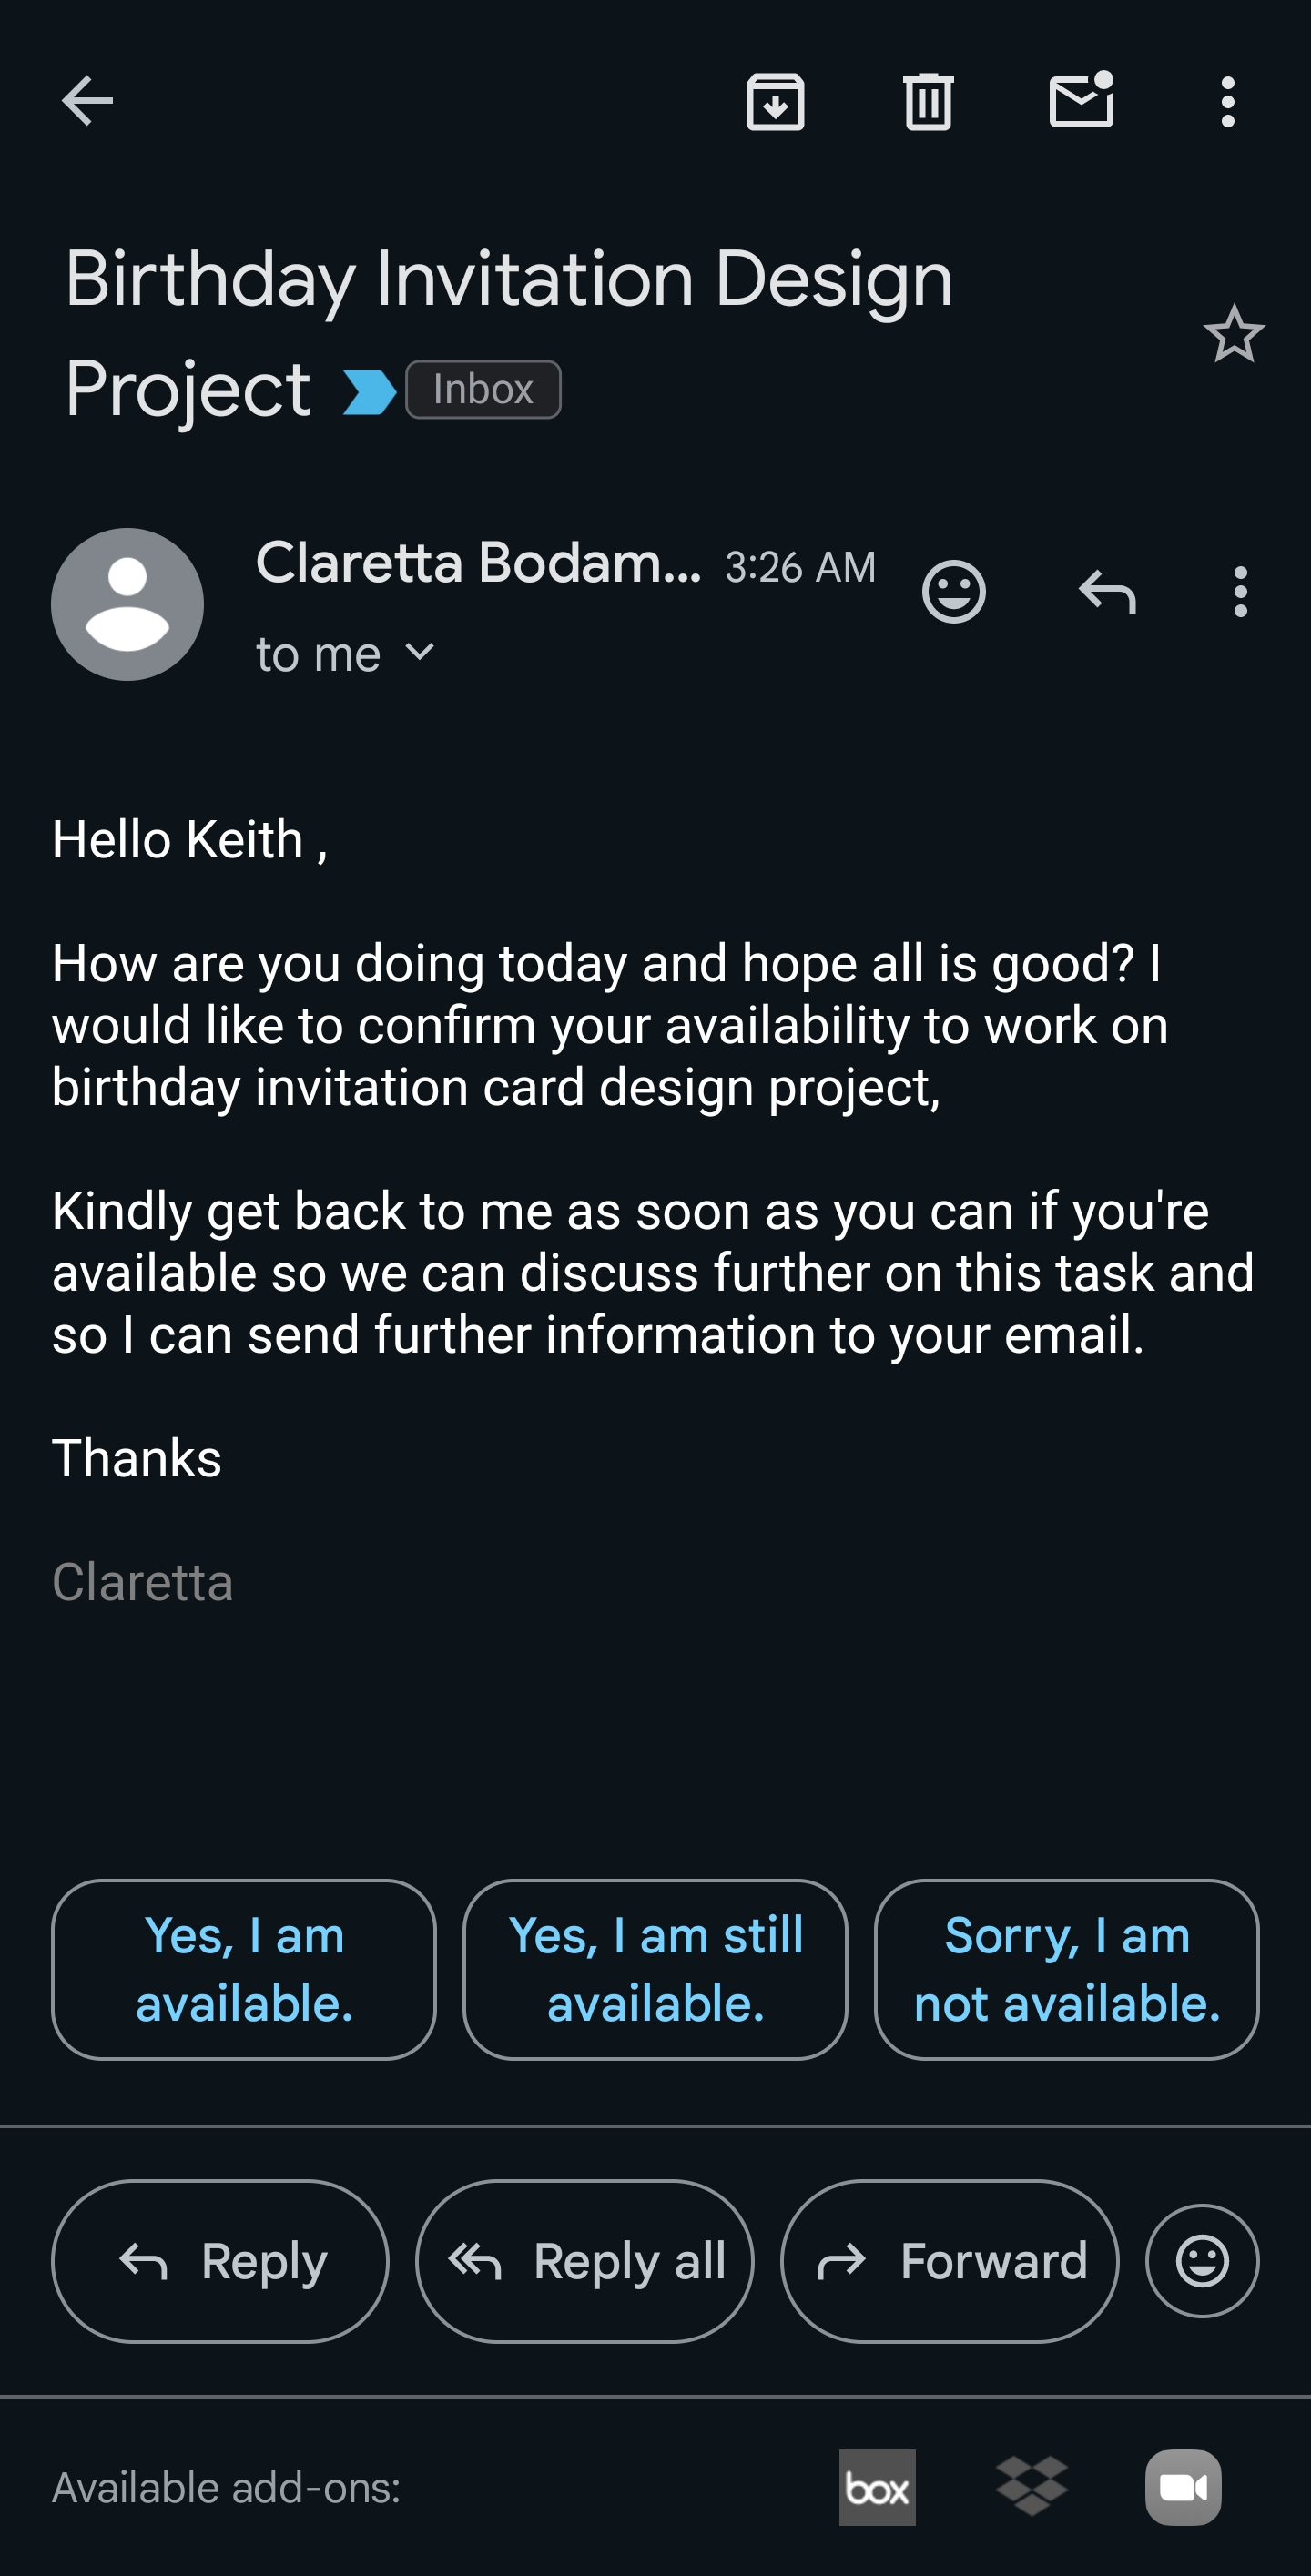 Birthday Invitation Design
Project Inbox
Claretta Bodam... 3:26 AM
to me
Hello Keith ,
How are you doing today and hope all is good? I
would like to confirm your availability to work on
birthday invitation card design project,
Kindly get back to me as soon as you can if you're
available so we can discuss further on this task and
so I can send further information to your email.
Thanks
Claretta
Yes, I am
available.
Yes, I am still
available.
Sorry, I am
not available.
Reply
Reply all
Forward
Available add-ons:
box